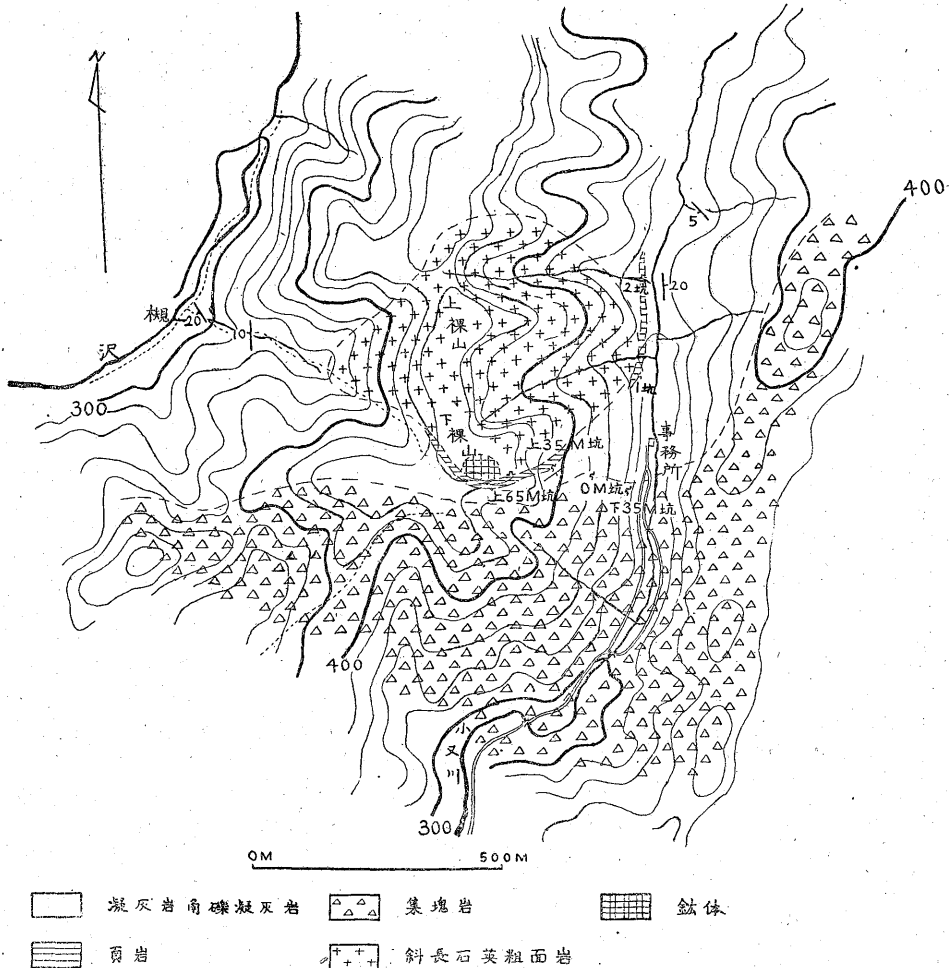 N
400
5
2坑
20
上裸山
槻沢
20
10
1坑
300
下裸山
事務所
上35M坑
上65M坑
0M坑
下35M坑
400
小又川
300
0M 500M
凝灰岩角礫凝灰岩 集塊岩 鉱体
頁岩 斜長石英粗面岩